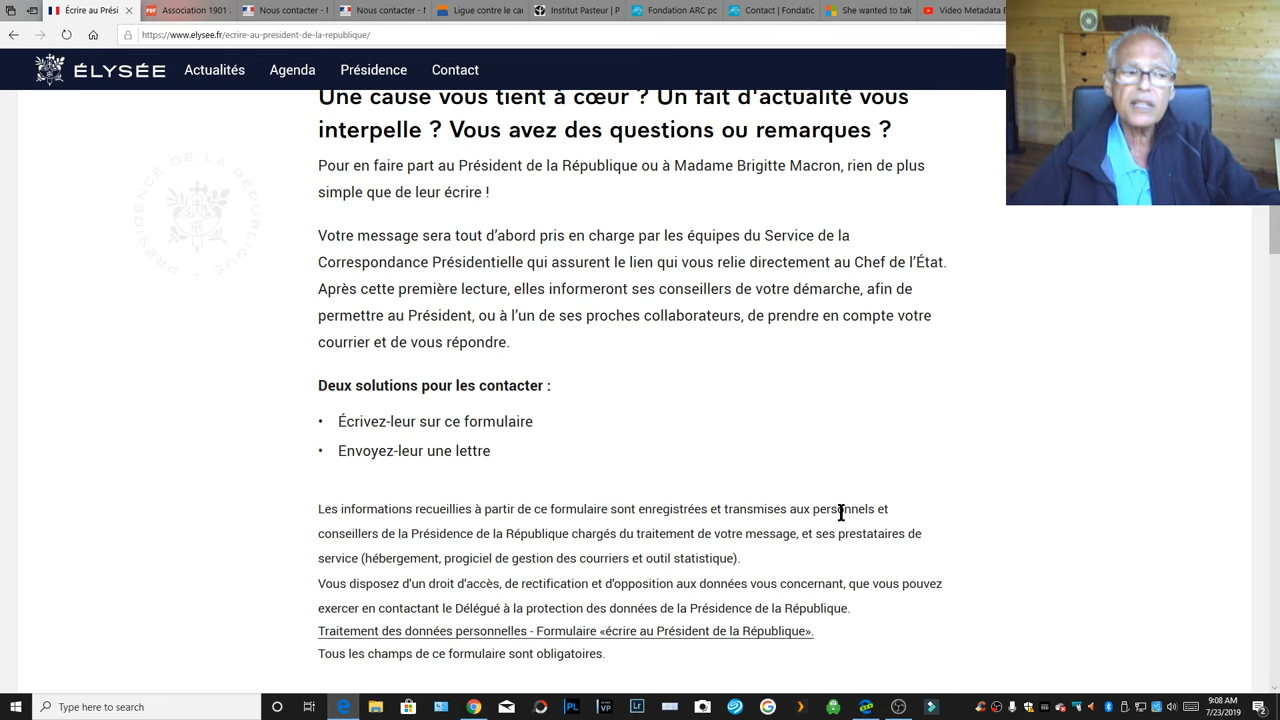 Écrire au Prési
Association 1901
Nous contacter -
Nous contacter -
Ligue contre le ca
Institut Pasteur | P
Fondation ARC po
Contact | Fondatic
She wanted to tak
Video Metadata E
https://www.elysee.fr/ecrire-au-president-de-la-republique/
ÉLYSÉE Actualités Agenda Présidence Contact
Une cause vous tient à cœur ? Un fait d'actualité vous
interpelle ? Vous avez des questions ou remarques ?
PRÉSIDENCE DE LA RÉPUBLIQUE
Pour en faire part au Président de la République ou à Madame Brigitte Macron, rien de plus
simple que de leur écrire !
Votre message sera tout d’abord pris en charge par les équipes du Service de la
Correspondance Présidentielle qui assurent le lien qui vous relie directement au Chef de l’État.
Après cette première lecture, elles informeront ses conseillers de votre démarche, afin de
permettre au Président, ou à l’un de ses proches collaborateurs, de prendre en compte votre
courrier et de vous répondre.
Deux solutions pour les contacter :
• Écrivez-leur sur ce formulaire
• Envoyez-leur une lettre
Les informations recueillies à partir de ce formulaire sont enregistrées et transmises aux personnels et
conseillers de la Présidence de la République chargés du traitement de votre message, et ses prestataires de
service (hébergement, progiciel de gestion des courriers et outil statistique).
Vous disposez d'un droit d'accès, de rectification et d'opposition aux données vous concernant, que vous pouvez
exercer en contactant le Délégué à la protection des données de la Présidence de la République.
Traitement des données personnelles - Formulaire «écrire au Président de la République».
Tous les champs de ce formulaire sont obligatoires.
Type here to search
9:08 AM
7/23/2019